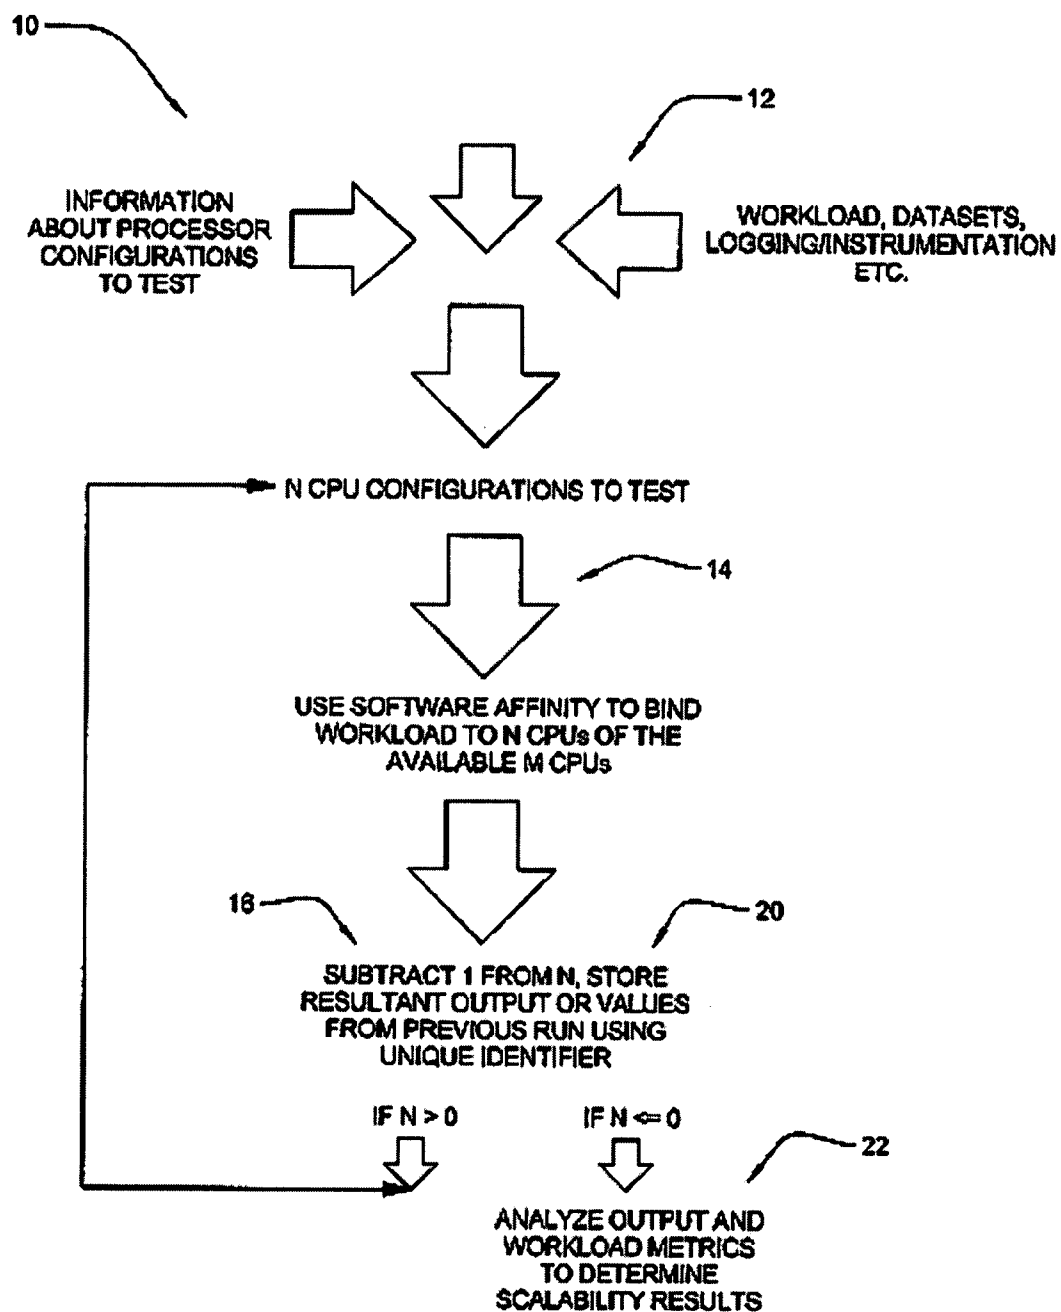 10
12
INFORMATION
ABOUT PROCESSOR
CONFIGURATIONS
TO TEST
WORKLOAD, DATASETS,
LOGGING/INSTRUMENTATION
ETC.
N CPU CONFIGURATIONS TO TEST
14
USE SOFTWARE AFFINITY TO BIND
WORKLOAD TO N CPUs OF THE
AVAILABLE M CPUs
16
20
SUBTRACT 1 FROM N, STORE
RESULTANT OUTPUT OR VALUES
FROM PREVIOUS RUN USING
UNIQUE IDENTIFIER
IF N > 0
IF N <= 0
22
ANALYZE OUTPUT AND
WORKLOAD METRICS
TO DETERMINE
SCALABILITY RESULTS